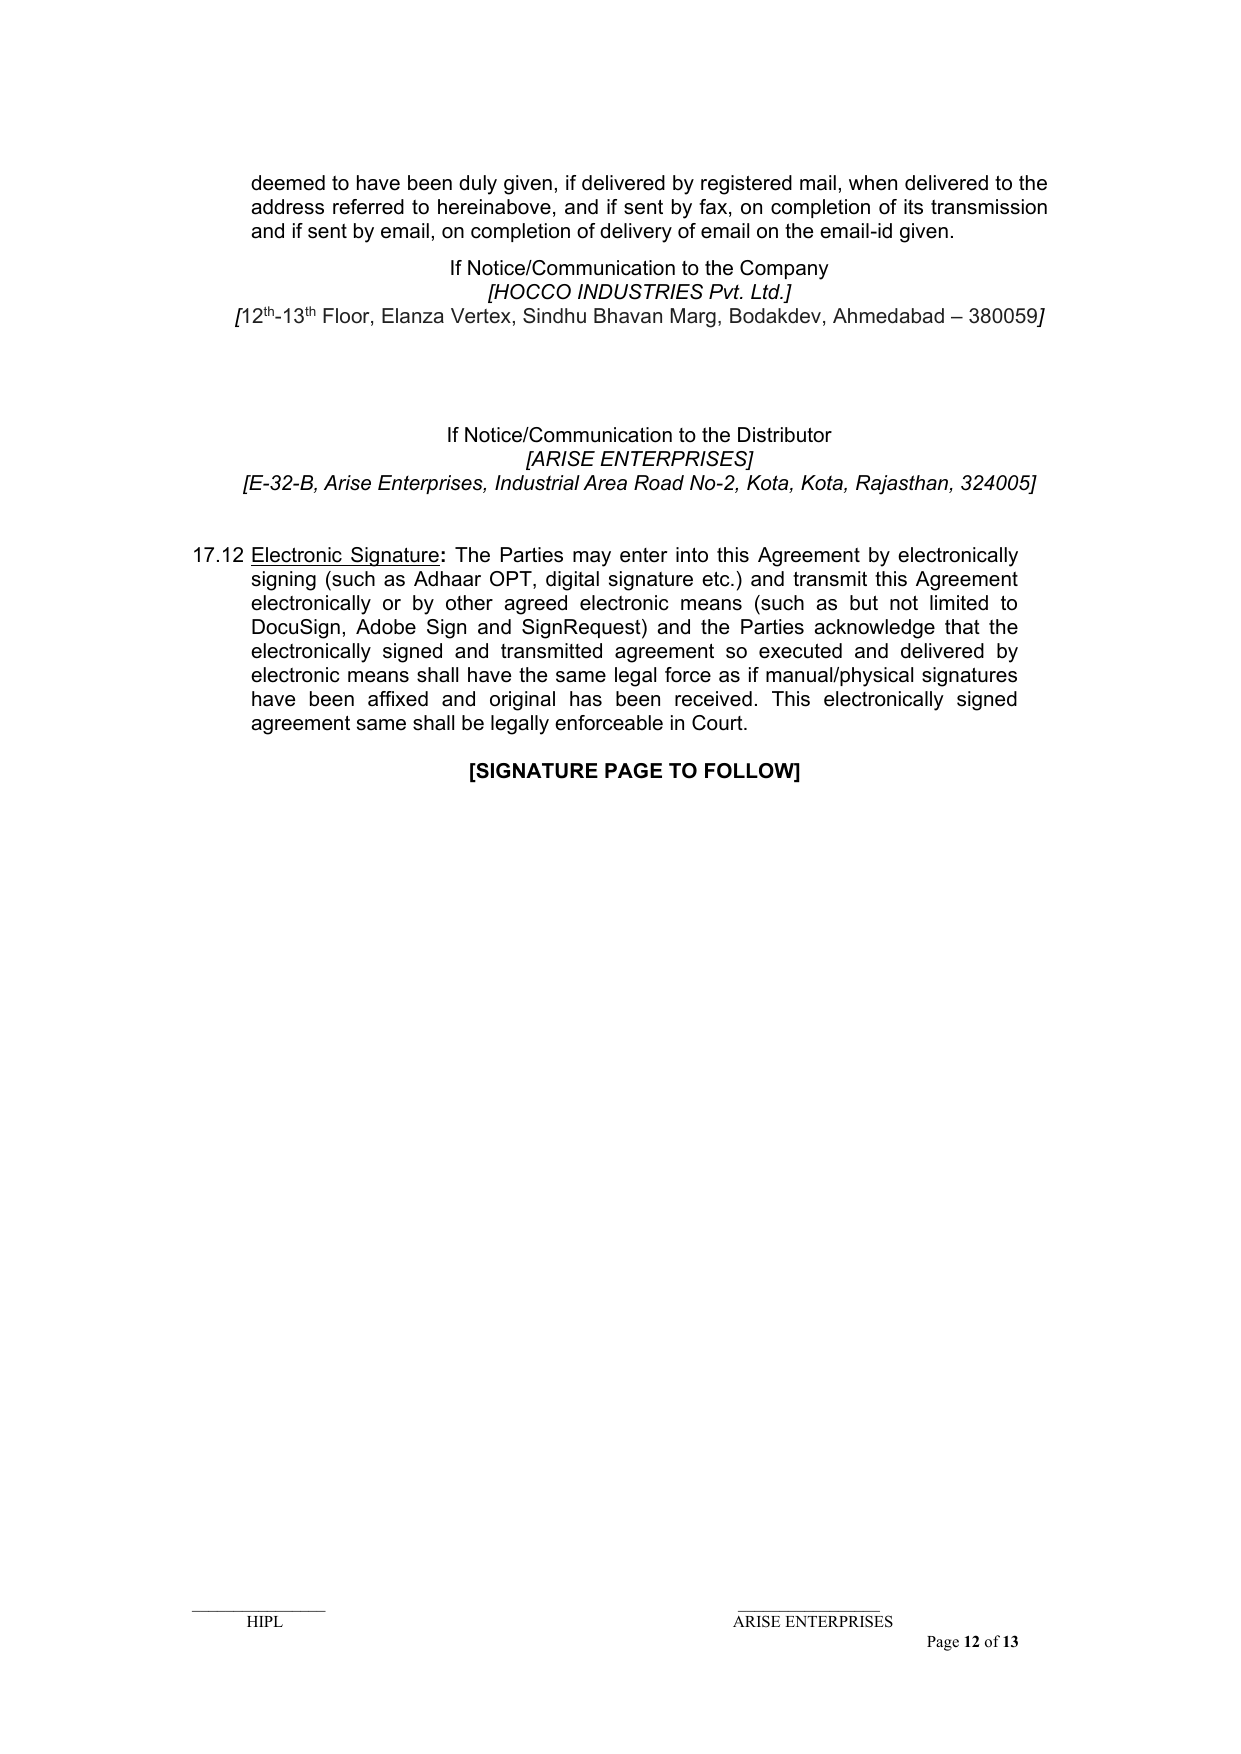 deemed to have been duly given, if delivered by registered mail, when delivered to the
address referred to hereinabove, and if sent by fax, on completion of its transmission
and if sent by email, on completion of delivery of email on the email-id given.
If Notice/Communication to the Company
[HOCCO INDUSTRIES Pvt. Ltd.]
[12th-13th Floor, Elanza Vertex, Sindhu Bhavan Marg, Bodakdev, Ahmedabad – 380059]
If Notice/Communication to the Distributor
[ARISE ENTERPRISES]
[E-32-B, Arise Enterprises, Industrial Area Road No-2, Kota, Kota, Rajasthan, 324005]
17.12 Electronic Signature: The Parties may enter into this Agreement by electronically
signing (such as Adhaar OPT, digital signature etc.) and transmit this Agreement
electronically or by other agreed electronic means (such as but not limited to
DocuSign, Adobe Sign and SignRequest) and the Parties acknowledge that the
electronically signed and transmitted agreement so executed and delivered by
electronic means shall have the same legal force as if manual/physical signatures
have been affixed and original has been received. This electronically signed
agreement same shall be legally enforceable in Court.
[SIGNATURE PAGE TO FOLLOW]
HIPL
ARISE ENTERPRISES
Page 12 of 13